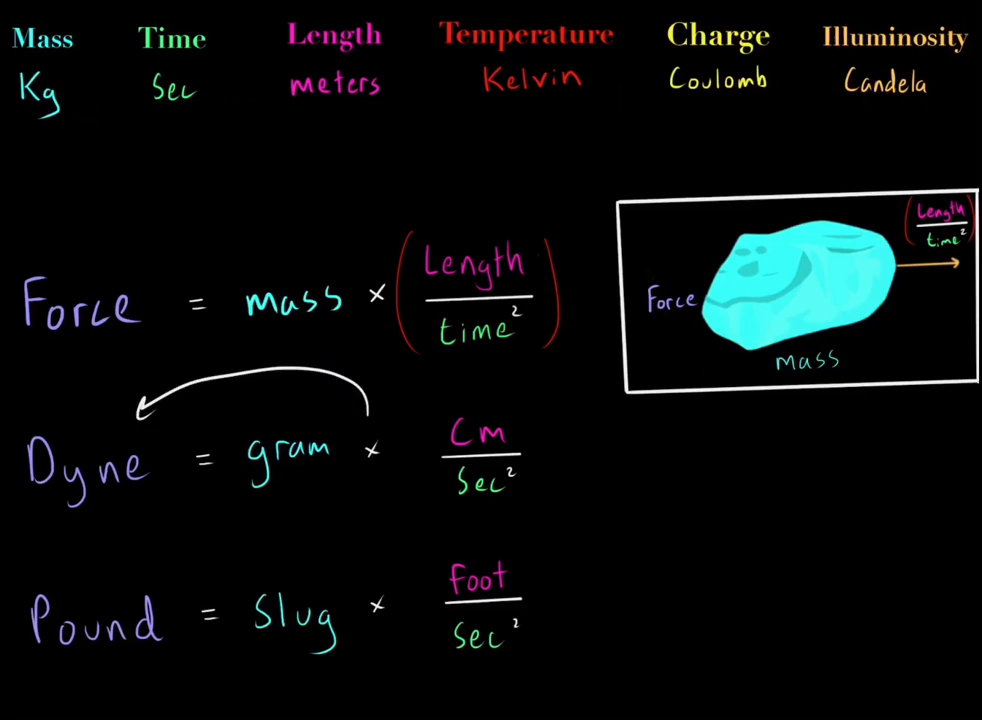 Mass Time Length Temperature Charge Illuminosity
Kg Sec meters Kelvin Coulomb Candela
Force = mass × (Length / time²)
Dyne = gram × Cm / Sec²
Pound = Slug × Foot / Sec²
(Length / time²)
Force
mass